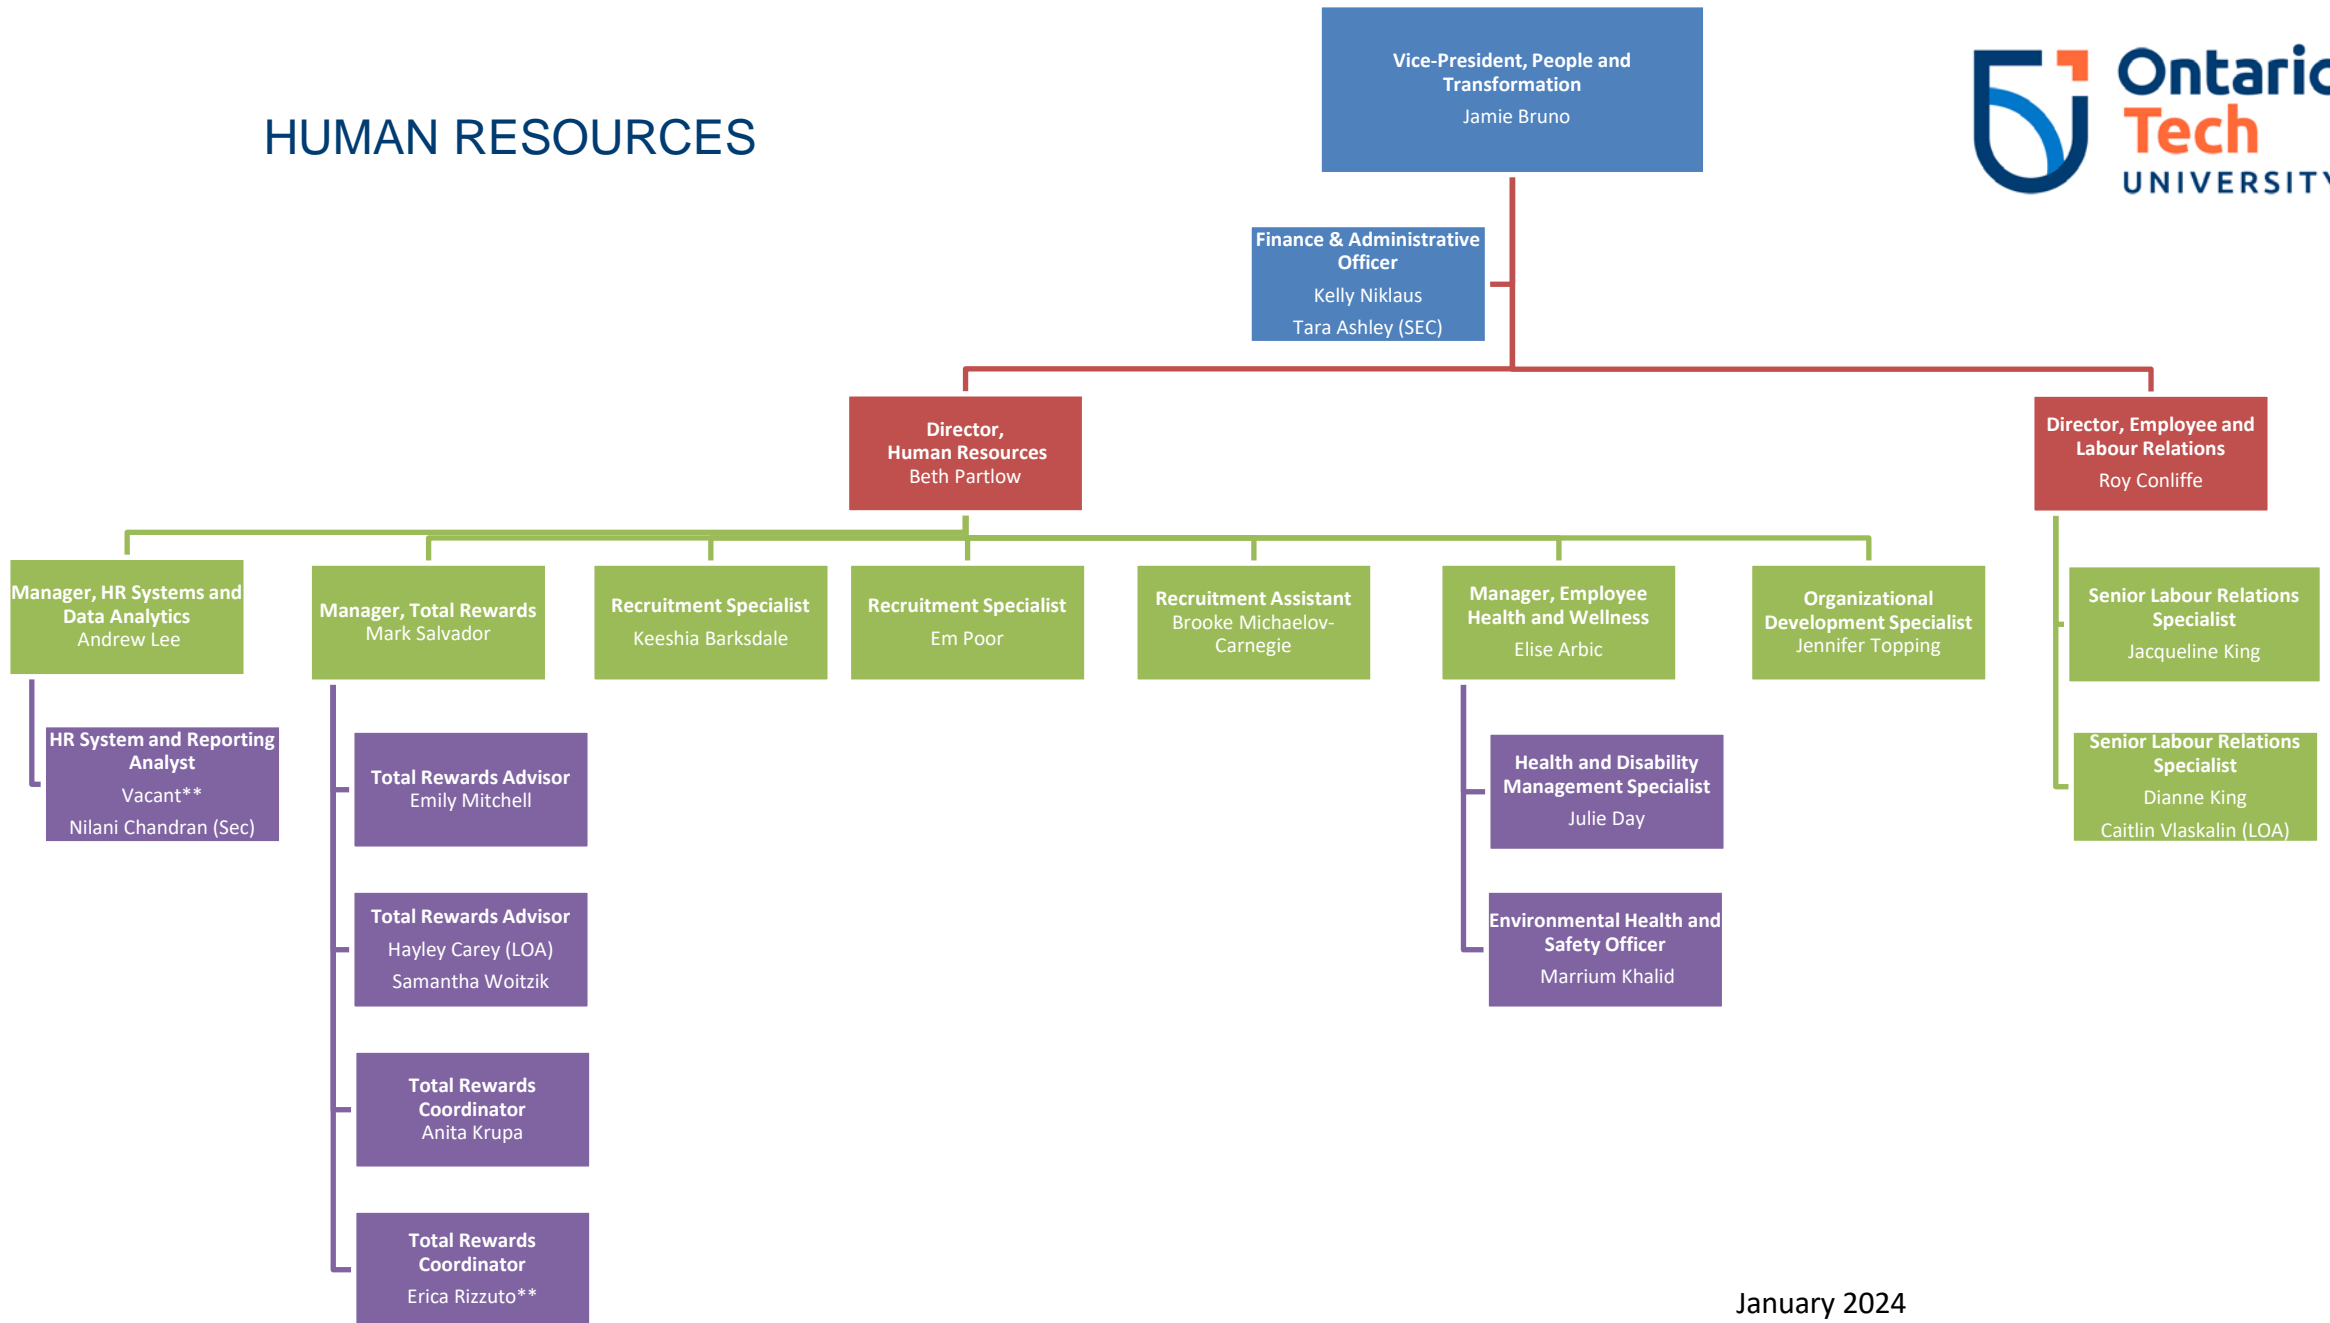 HUMAN RESOURCES
Vice-President, People and
Transformation
Jamie Bruno
Ontario
Tech
UNIVERSITY
Finance & Administrative
Officer
Kelly Niklaus
Tara Ashley (SEC)
Director,
Human Resources
Beth Partlow
Director, Employee and
Labour Relations
Roy Conliffe
Manager, HR Systems and
Data Analytics
Andrew Lee
Manager, Total Rewards
Mark Salvador
Recruitment Specialist
Keeshia Barksdale
Recruitment Specialist
Em Poor
Recruitment Assistant
Brooke Michaelov-
Carnegie
Manager, Employee
Health and Wellness
Elise Arbic
Organizational
Development Specialist
Jennifer Topping
Senior Labour Relations
Specialist
Jacqueline King
HR System and Reporting
Analyst
Vacant**
Nilani Chandran (Sec)
Total Rewards Advisor
Emily Mitchell
Health and Disability
Management Specialist
Julie Day
Senior Labour Relations
Specialist
Dianne King
Caitlin Vlaskalin (LOA)
Total Rewards Advisor
Hayley Carey (LOA)
Samantha Woitzik
Environmental Health and
Safety Officer
Marrium Khalid
Total Rewards
Coordinator
Anita Krupa
Total Rewards
Coordinator
Erica Rizzuto**
January 2024